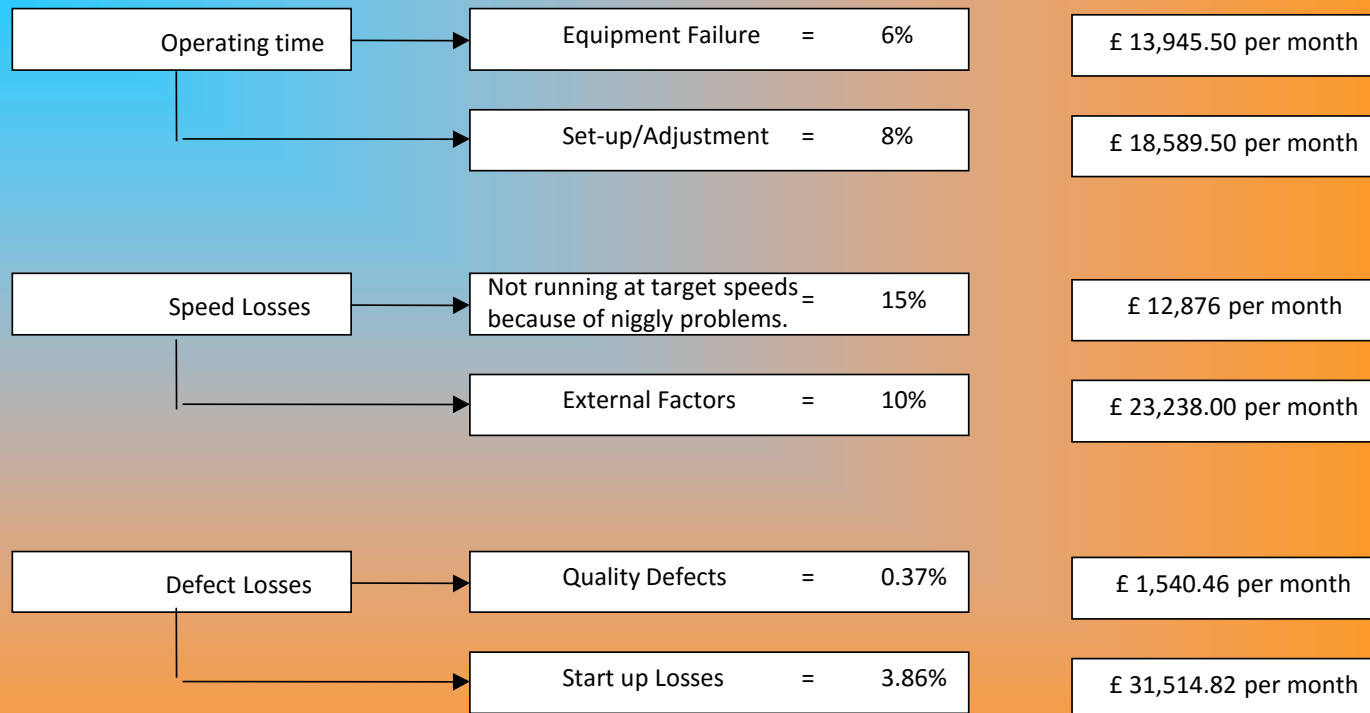 Operating time
Equipment Failure = 6%
£ 13,945.50 per month
Set-up/Adjustment = 8%
£ 18,589.50 per month
Speed Losses
Not running at target speeds
because of niggly problems. = 15%
£ 12,876 per month
External Factors = 10%
£ 23,238.00 per month
Defect Losses
Quality Defects = 0.37%
£ 1,540.46 per month
Start up Losses = 3.86%
£ 31,514.82 per month